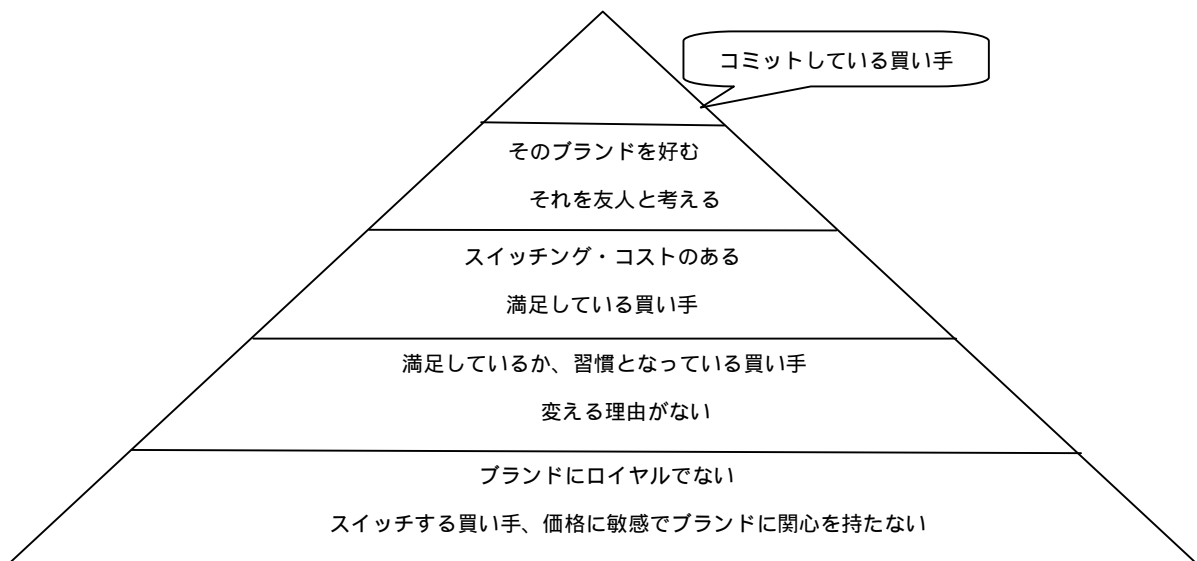 コミットしている買い手
そのブランドを好む
それを友人と考える
スイッチング・コストのある
満足している買い手
満足しているか、習慣となっている買い手
変える理由がない
ブランドにロイヤルでない
スイッチする買い手、価格に敏感でブランドに関心を持たない